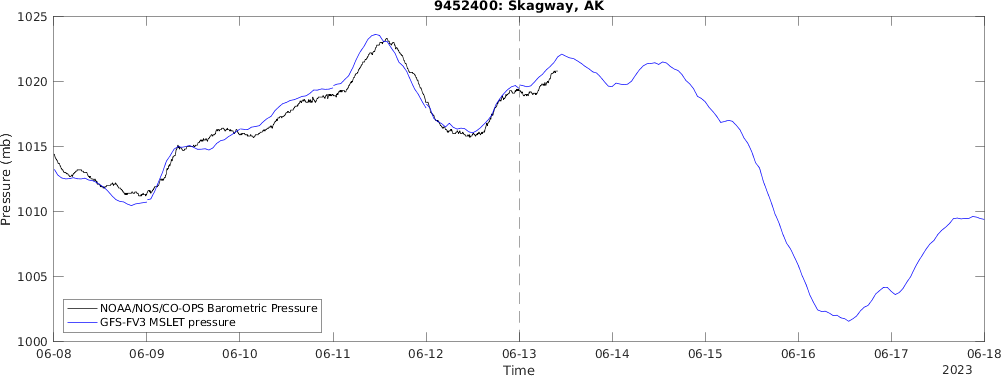 9452400: Skagway, AK
1025
1020
1015
1010
1005
1000
Pressure (mb)
NOAA/NOS/CO-OPS Barometric Pressure
GFS-FV3 MSLET pressure
06-08 06-09 06-10 06-11 06-12 06-13 06-14 06-15 06-16 06-17 06-18
Time
2023